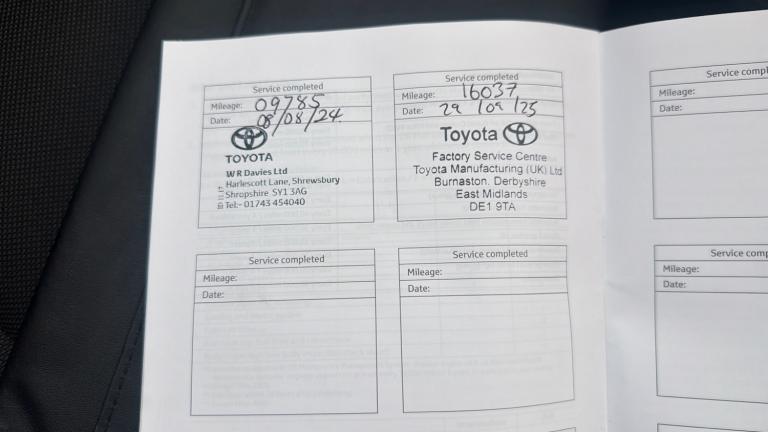 Service completed
Mileage: 09785
Date: 08/08/24
TOYOTA
W R Davies Ltd
Harlescott Lane, Shrewsbury
Shropshire SY1 3AG
Tel:- 01743 454040
Service completed
Mileage: 16037
Date: 29/09/25
Toyota
Factory Service Centre
Toyota Manufacturing (UK) Ltd
Burnaston. Derbyshire
East Midlands
DE1 9TA
Service compl
Mileage:
Date:
Service completed
Mileage:
Date:
Service completed
Mileage:
Date:
Service comp
Mileage:
Date: